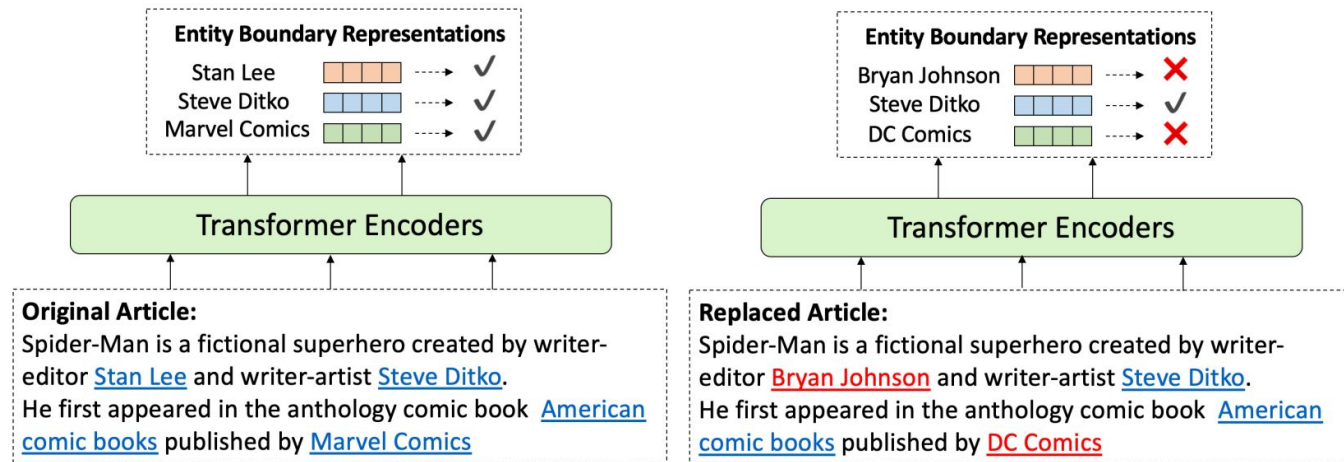 Entity Boundary Representations
Stan Lee
Steve Ditko
Marvel Comics
Transformer Encoders
Original Article:
Spider-Man is a fictional superhero created by writer-
editor Stan Lee and writer-artist Steve Ditko.
He first appeared in the anthology comic book American
comic books published by Marvel Comics
Entity Boundary Representations
Bryan Johnson
Steve Ditko
DC Comics
Transformer Encoders
Replaced Article:
Spider-Man is a fictional superhero created by writer-
editor Bryan Johnson and writer-artist Steve Ditko.
He first appeared in the anthology comic book American
comic books published by DC Comics